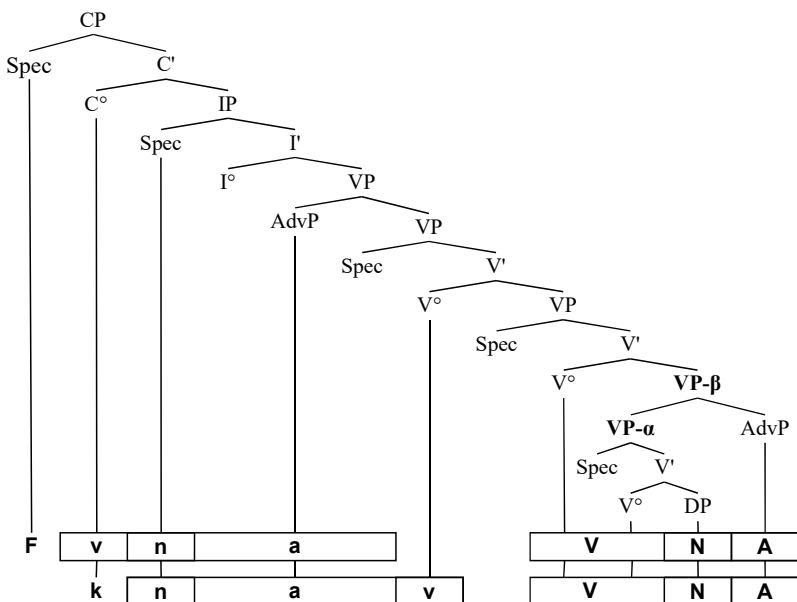 CP
Spec C'
C° IP
Spec I'
I° VP
AdvP VP
Spec V'
V° VP
Spec V'
V° VP-β
VP-α AdvP
Spec V'
V° DP
F v n a V N A
k n a v V N A